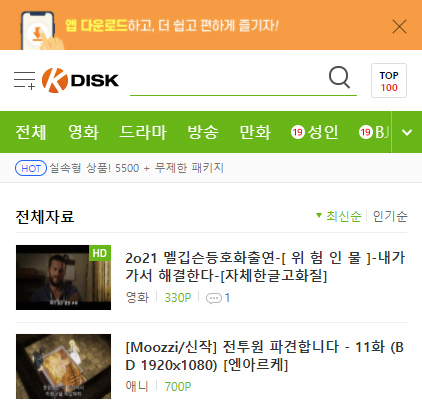 앱 다운로드하고, 더 쉽고 편하게 즐기자!
K DISK
TOP
100
전체 영화 드라마 방송 만화 19 성인 19 BJ
HOT 실속형 상품! 5500 + 무제한 패키지
전체자료
최신순 인기순
HD
2o21 멜깁슨등호화출연-[ 위 험 인 물 ]-내가
가서 해결한다-[자체한글고화질]
영화 330P 1
[Moozzi/신작] 전투원 파견합니다 - 11화 (B
D 1920x1080) [엔아르케]
애니 700P